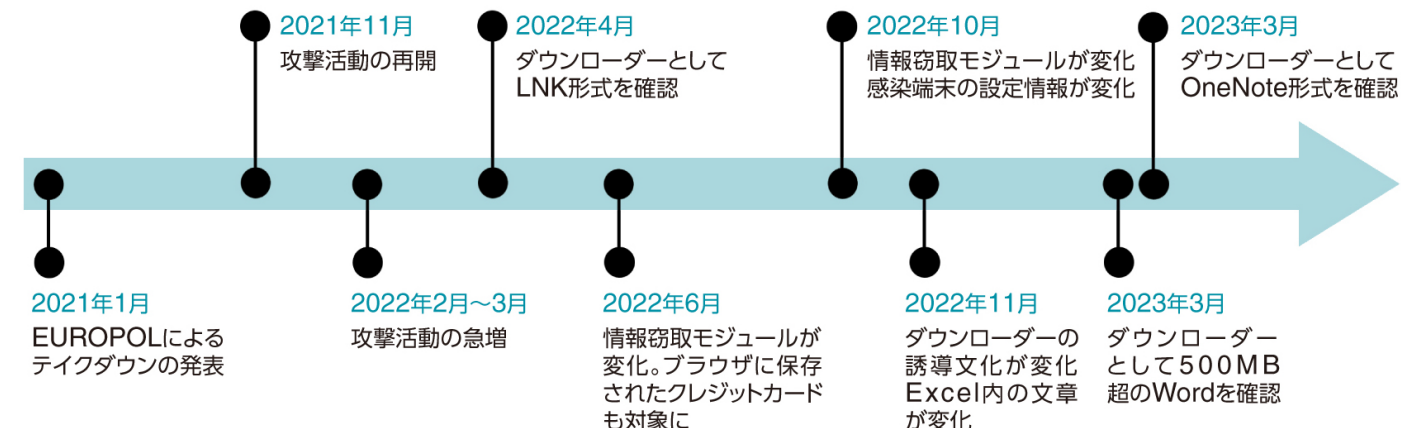 2021年11月
攻撃活動の再開
2022年4月
ダウンローダーとして
LNK形式を確認
2022年10月
情報窃取モジュールが変化
感染端末の設定情報が変化
2023年3月
ダウンローダーとして
OneNote形式を確認
2021年1月
EUROPOLによる
テイクダウンの発表
2022年2月～3月
攻撃活動の急増
2022年6月
情報窃取モジュールが
変化。ブラウザに保存
されたクレジットカード
も対象に
2022年11月
ダウンローダーの
誘導文化が変化
Excel内の文章
が変化
2023年3月
ダウンローダー
として500MB
超のWordを確認